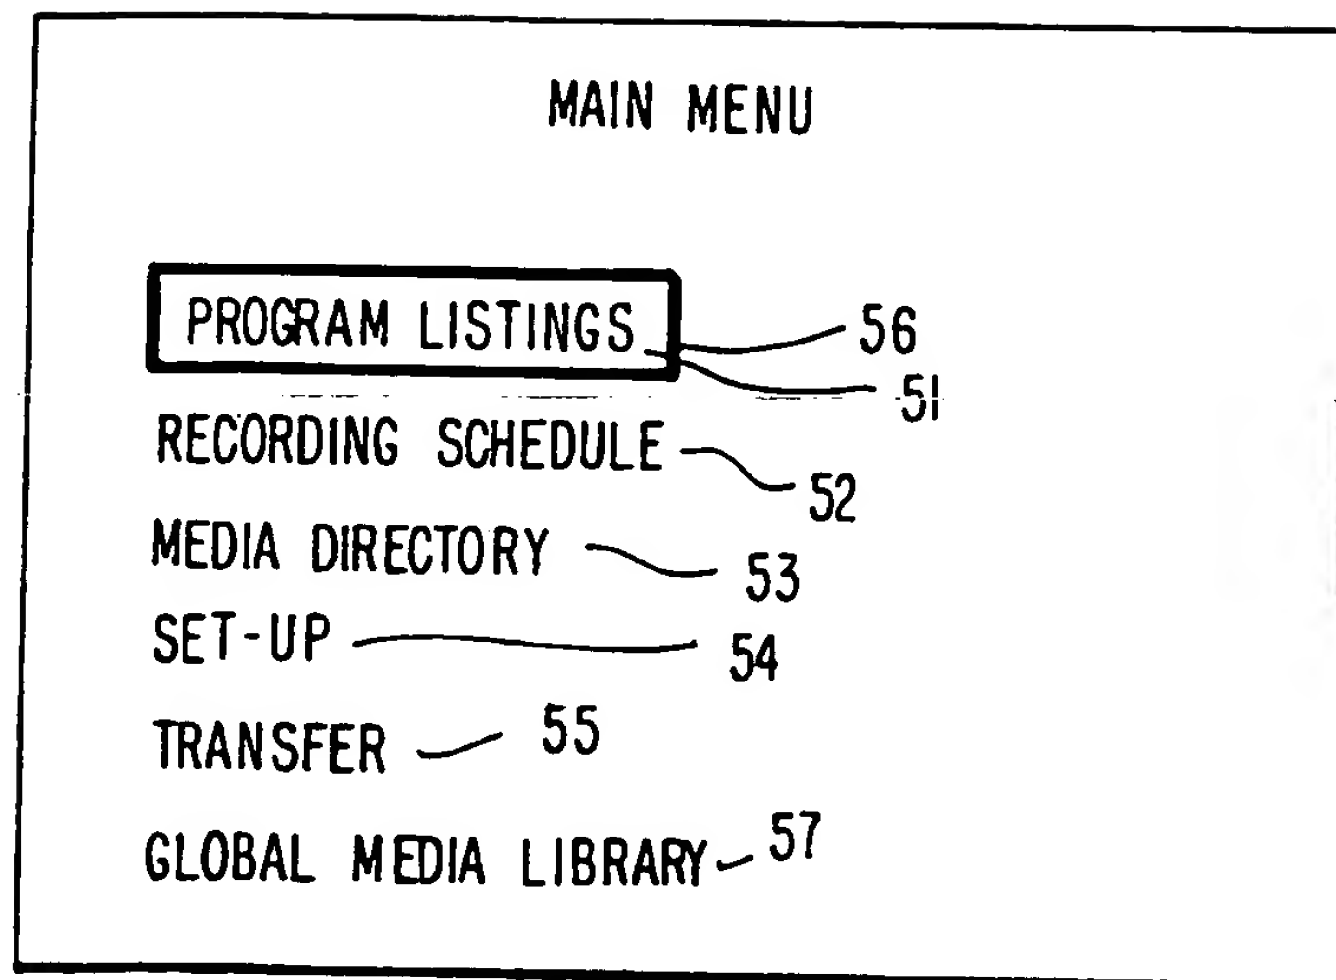 MAIN MENU
PROGRAM LISTINGS
56
51
RECORDING SCHEDULE
52
MEDIA DIRECTORY
53
SET-UP
54
TRANSFER
55
GLOBAL MEDIA LIBRARY
57